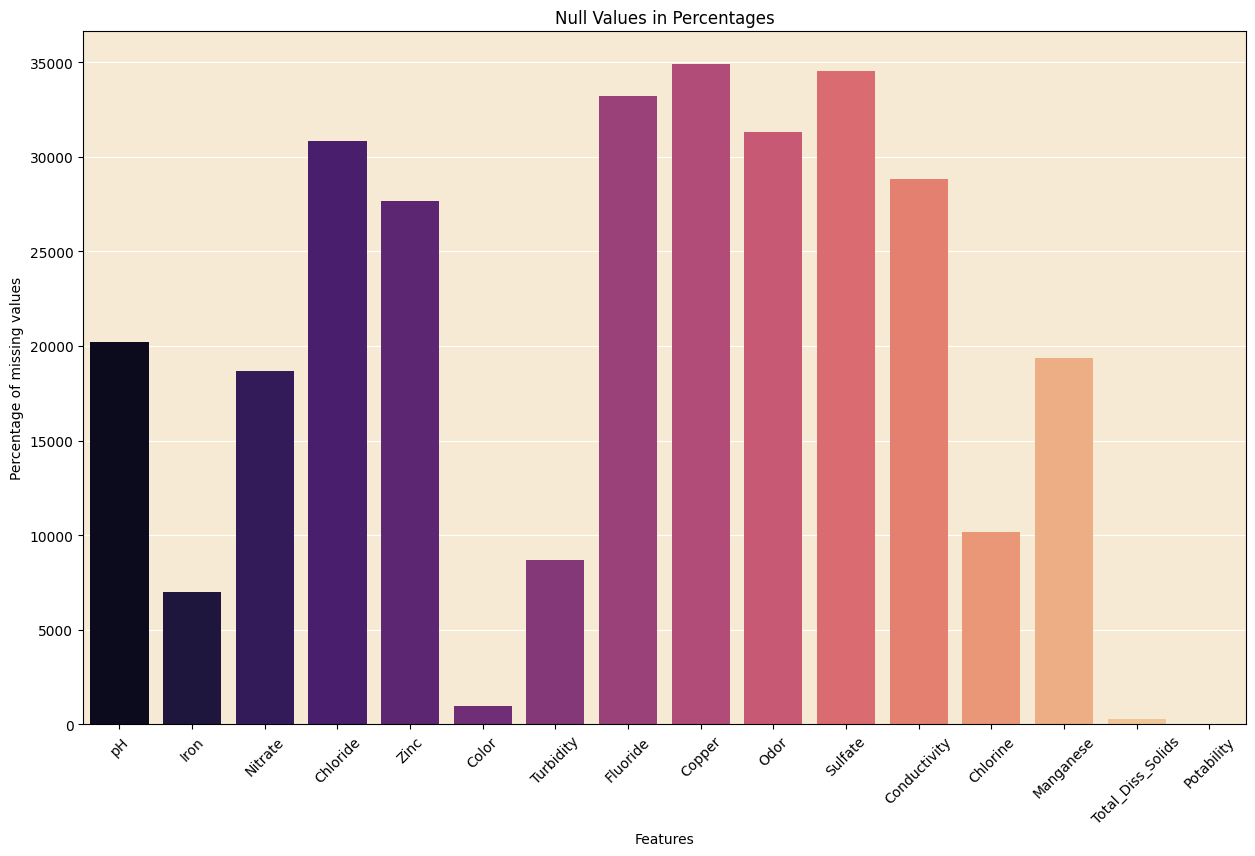 Null Values in Percentages
Percentage of missing values
35000
30000
25000
20000
15000
10000
5000
0
pH
Iron
Nitrate
Chloride
Zinc
Color
Turbidity
Fluoride
Copper
Odor
Sulfate
Conductivity
Chlorine
Manganese
Total_Diss_Solids
Potability
Features